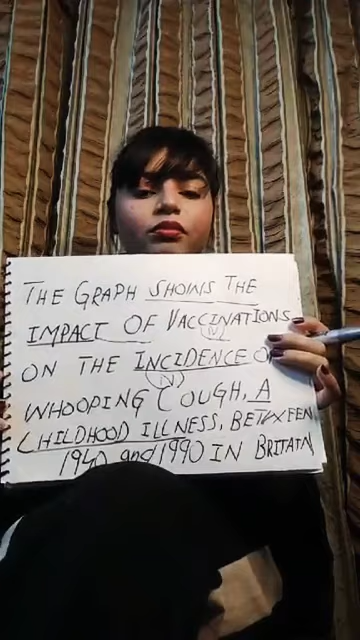 THE GRAPH SHOWS THE
IMPACT OF VACCINATIONS
(N)
ON THE INCIDENCE OF
(N)
WHOOPING COUGH, A
CHILDHOOD ILLNESS, BETWEEN
1940 and 1990 IN BRITAIN